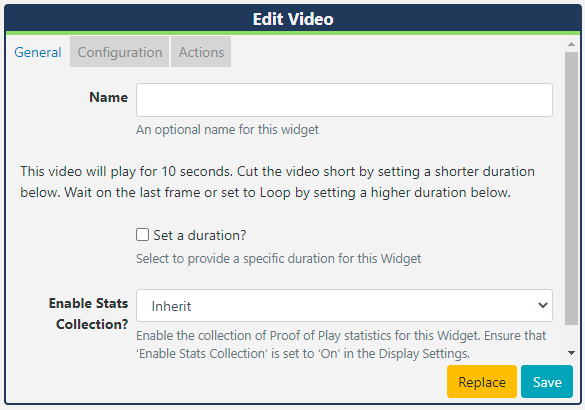 Edit Video
General Configuration Actions
Name
An optional name for this widget
This video will play for 10 seconds. Cut the video short by setting a shorter duration
below. Wait on the last frame or set to Loop by setting a higher duration below.
Set a duration?
Select to provide a specific duration for this Widget
Enable Stats
Collection?
Inherit
Enable the collection of Proof of Play statistics for this Widget. Ensure that
‘Enable Stats Collection’ is set to ‘On’ in the Display Settings.
Replace Save